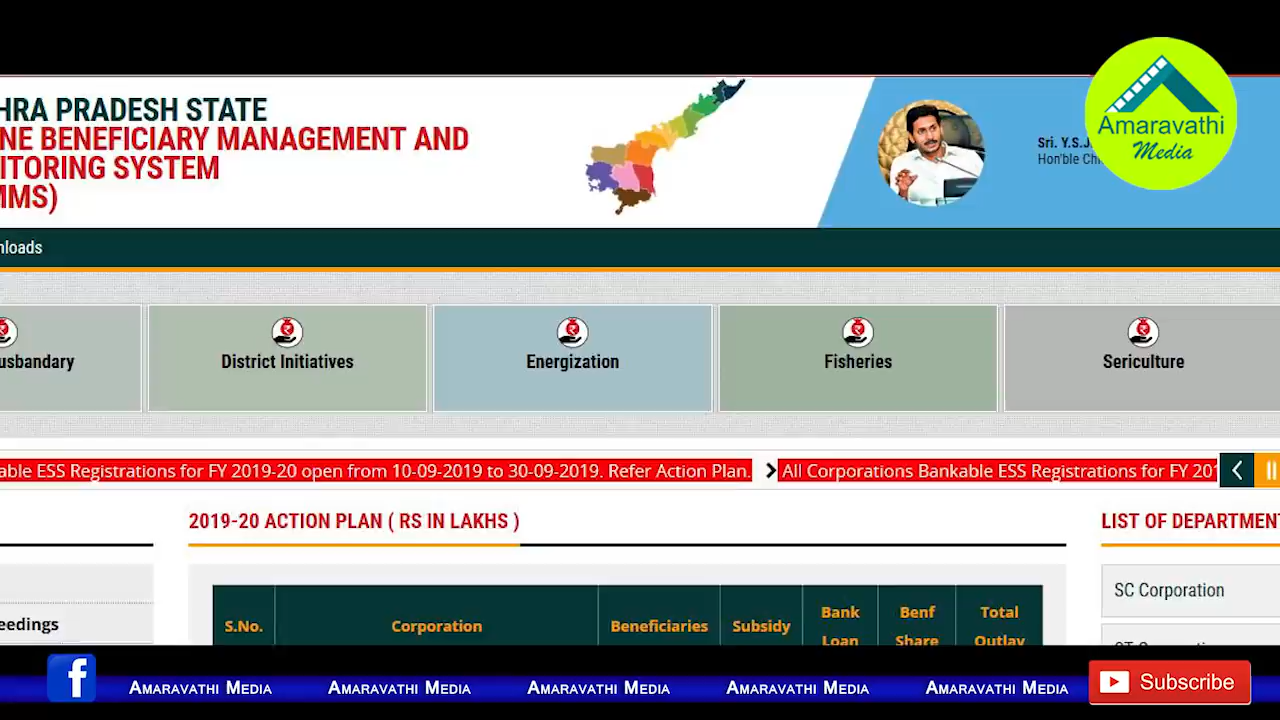 HRA PRADESH STATE
NE BENEFICIARY MANAGEMENT AND
ITORING SYSTEM
MMS)
Sri. Y.S.J
Hon'ble Chi
Amaravathi
Media
nloads
usbandary
District Initiatives
Energization
Fisheries
Sericulture
able ESS Registrations for FY 2019-20 open from 10-09-2019 to 30-09-2019. Refer Action Plan.
All Corporations Bankable ESS Registrations for FY 201
2019-20 ACTION PLAN ( RS IN LAKHS )
LIST OF DEPARTMENT
S.No.
Corporation
Beneficiaries
Subsidy
Bank
Loan
Benf
Share
Total
Outlay
SC Corporation
eedings
f
AMARAVATHI MEDIA AMARAVATHI MEDIA AMARAVATHI MEDIA AMARAVATHI MEDIA AMARAVATHI MEDIA
Subscribe